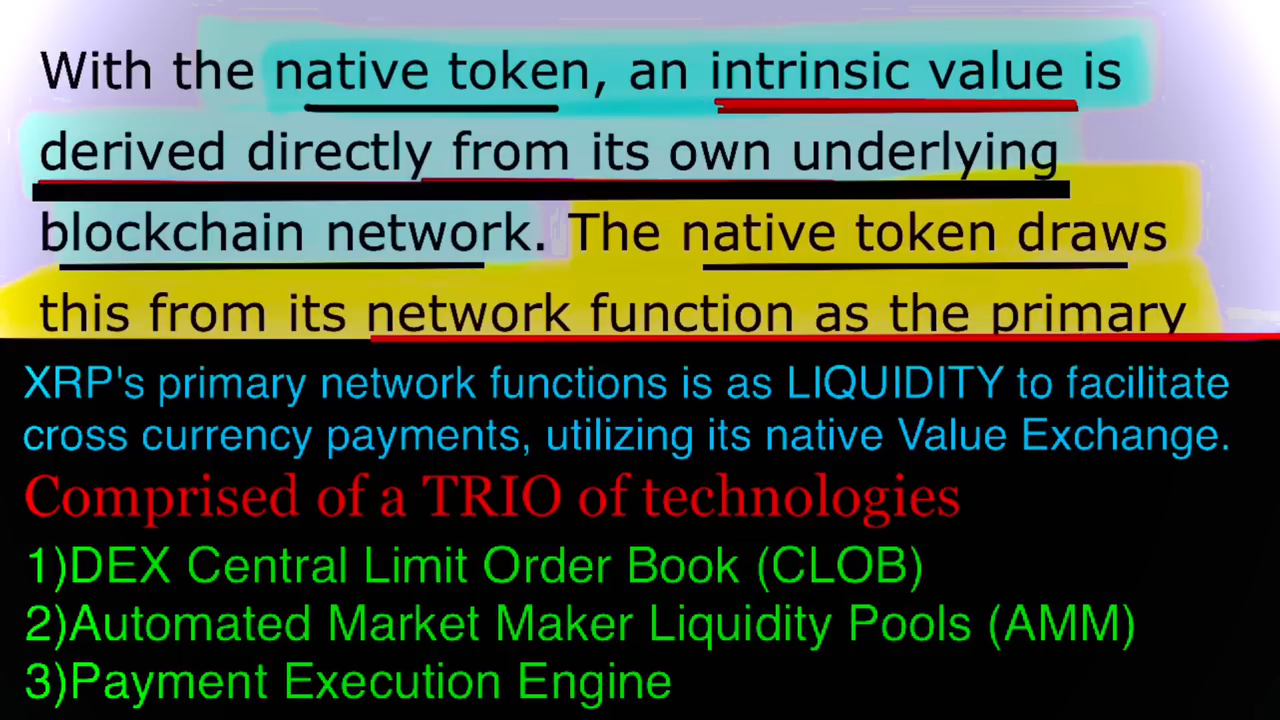 With the native token, an intrinsic value is
derived directly from its own underlying
blockchain network. The native token draws
this from its network function as the primary
XRP's primary network functions is as LIQUIDITY to facilitate
cross currency payments, utilizing its native Value Exchange.
Comprised of a TRIO of technologies
1)DEX Central Limit Order Book (CLOB)
2)Automated Market Maker Liquidity Pools (AMM)
3)Payment Execution Engine